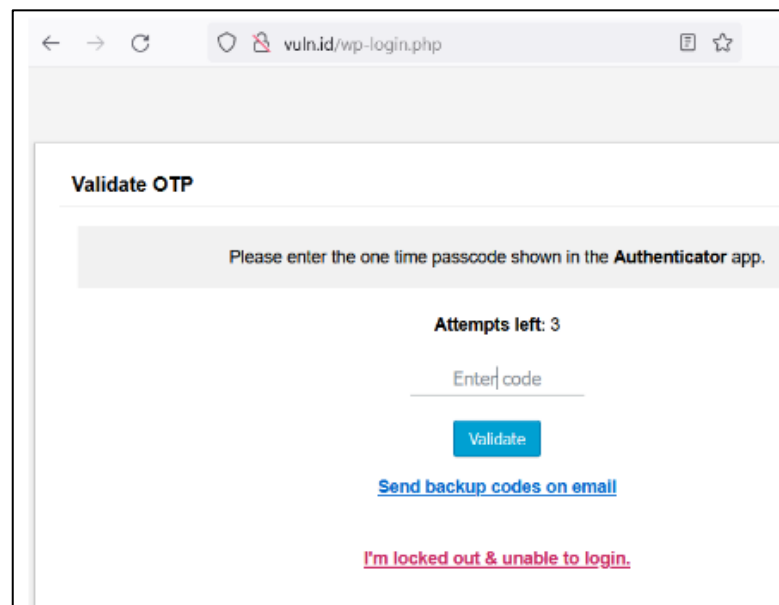 vuln.id/wp-login.php
Validate OTP
Please enter the one time passcode shown in the Authenticator app.
Attempts left: 3
Enter code
Validate
Send backup codes on email
I'm locked out & unable to login.